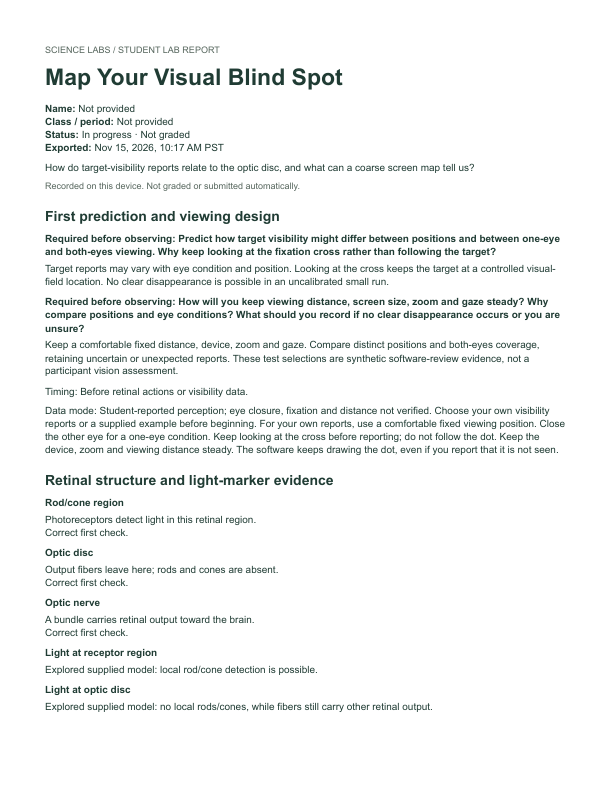 SCIENCE LABS / STUDENT LAB REPORT
Map Your Visual Blind Spot
Name: Not provided
Class / period: Not provided
Status: In progress · Not graded
Exported: Nov 15, 2026, 10:17 AM PST
How do target-visibility reports relate to the optic disc, and what can a coarse screen map tell us?
Recorded on this device. Not graded or submitted automatically.
First prediction and viewing design
Required before observing: Predict how target visibility might differ between positions and between one-eye
and both-eyes viewing. Why keep looking at the fixation cross rather than following the target?
Target reports may vary with eye condition and position. Looking at the cross keeps the target at a controlled visual-
field location. No clear disappearance is possible in an uncalibrated small run.
Required before observing: How will you keep viewing distance, screen size, zoom and gaze steady? Why
compare positions and eye conditions? What should you record if no clear disappearance occurs or you are
unsure?
Keep a comfortable fixed distance, device, zoom and gaze. Compare distinct positions and both-eyes coverage,
retaining uncertain or unexpected reports. These test selections are synthetic software-review evidence, not a
participant vision assessment.
Timing: Before retinal actions or visibility data.
Data mode: Student-reported perception; eye closure, fixation and distance not verified. Choose your own visibility
reports or a supplied example before beginning. For your own reports, use a comfortable fixed viewing position. Close
the other eye for a one-eye condition. Keep looking at the cross before reporting; do not follow the dot. Keep the
device, zoom and viewing distance steady. The software keeps drawing the dot, even if you report that it is not seen.
Retinal structure and light-marker evidence
Rod/cone region
Photoreceptors detect light in this retinal region.
Correct first check.
Optic disc
Output fibers leave here; rods and cones are absent.
Correct first check.
Optic nerve
A bundle carries retinal output toward the brain.
Correct first check.
Light at receptor region
Explored supplied model: local rod/cone detection is possible.
Light at optic disc
Explored supplied model: no local rods/cones, while fibers still carry other retinal output.